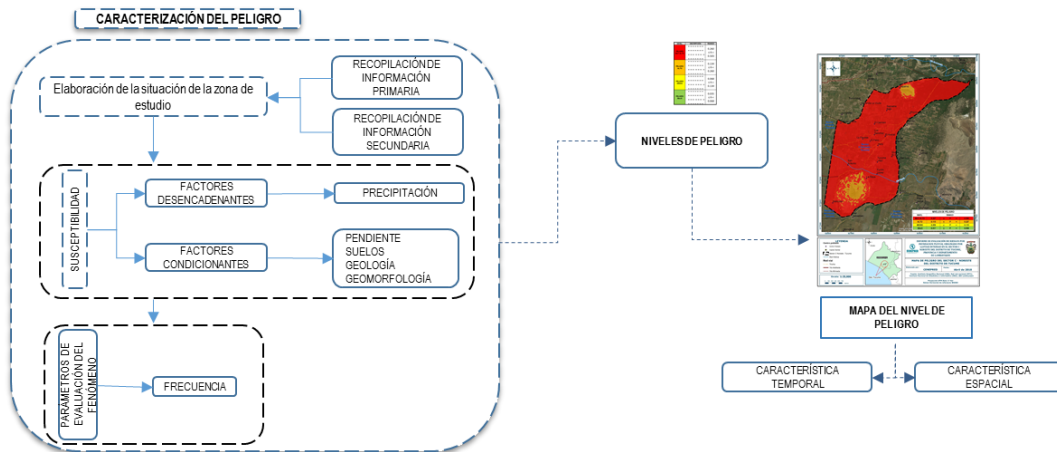 CARACTERIZACIÓN DEL PELIGRO
Elaboración de la situación de la zona de
estudio
RECOPILACIÓN DE
INFORMACIÓN
PRIMARIA
RECOPILACIÓN DE
INFORMACIÓN
SECUNDARIA
SUSCEPTIBILIDAD
FACTORES
DESENCADENANTES
PRECIPITACIÓN
FACTORES
CONDICIONANTES
PENDIENTE
SUELOS
GEOLOGÍA
GEOMORFOLOGÍA
PARÁMETROS DE
EVALUACIÓN DEL
FENÓMENO
FRECUENCIA
NIVELES DE PELIGRO
MAPA DEL NIVEL DE
PELIGRO
CARACTERÍSTICA
TEMPORAL
CARACTERÍSTICA
ESPACIAL